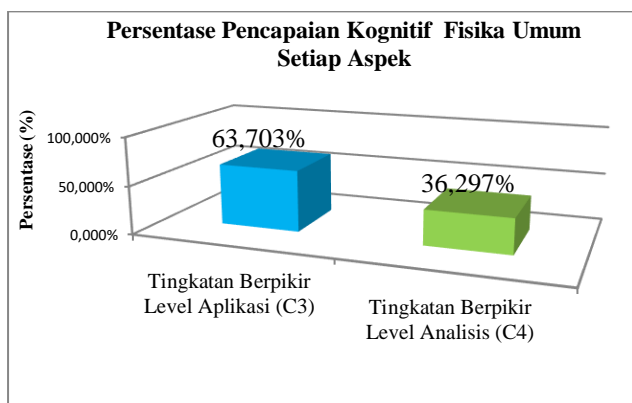 Persentase Pencapaian Kognitif Fisika Umum
Setiap Aspek
Persentase (%)
100,000%
50,000%
0,000%
63,703%
36,297%
Tingkatan Berpikir
Level Aplikasi (C3)
Tingkatan Berpikir
Level Analisis (C4)